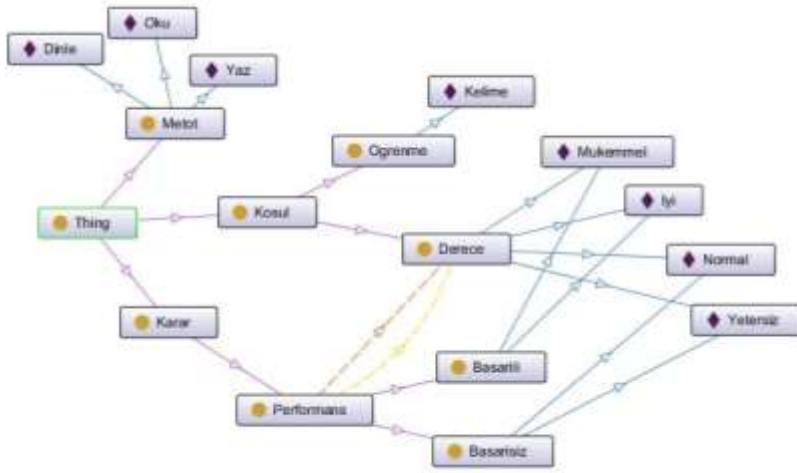 Oku
Dinle
Yaz
Kelime
Metot
Ogrenme
Mukemmel
Iyi
Kosul
Thing
Derece
Normal
Karar
Yetersiz
Basarili
Performans
Basarisiz